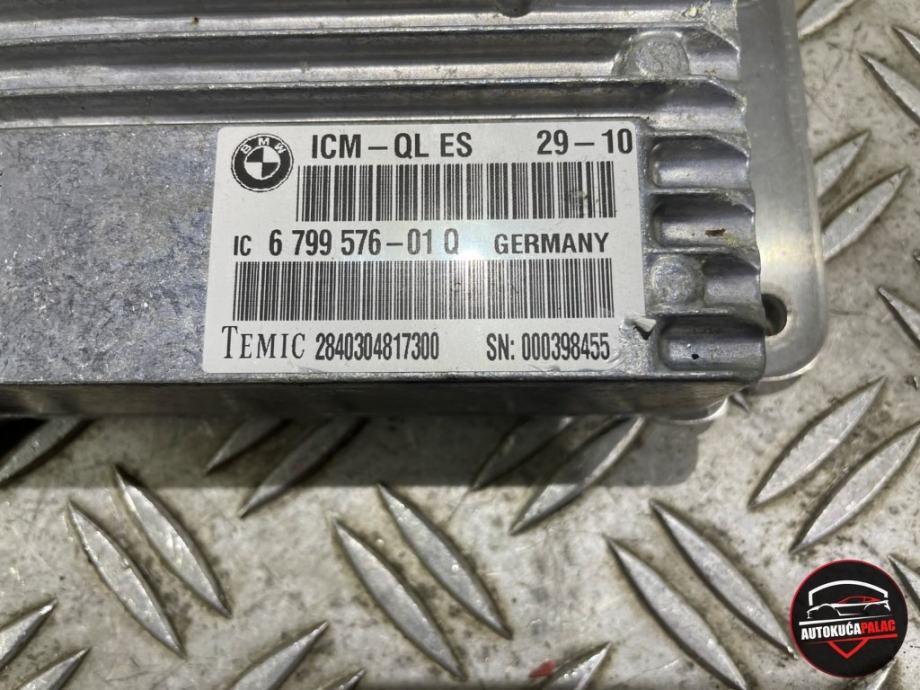 BMW
ICM-QL ES 29-10
IC 6 799 576-01 Q GERMANY
TEMIC 2840304817300 SN: 000398455
AUTOKUĆAPALAC